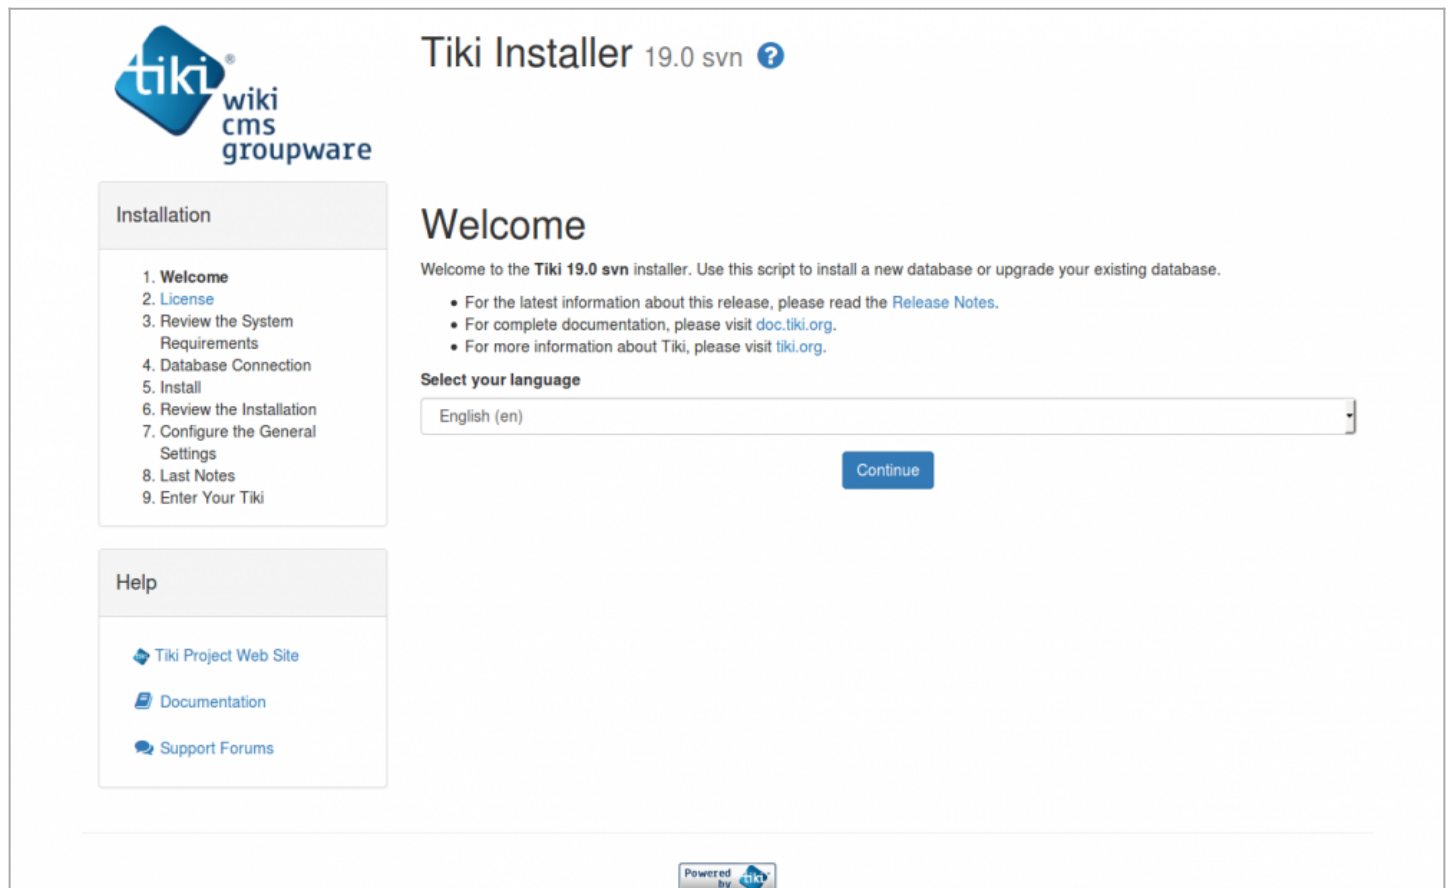 tiki®
wiki
cms
groupware
Tiki Installer 19.0 svn ?
Installation
1. Welcome
2. License
3. Review the System
Requirements
4. Database Connection
5. Install
6. Review the Installation
7. Configure the General
Settings
8. Last Notes
9. Enter Your Tiki
Help
Tiki Project Web Site
Documentation
Support Forums
Welcome
Welcome to the Tiki 19.0 svn installer. Use this script to install a new database or upgrade your existing database.
• For the latest information about this release, please read the Release Notes.
• For complete documentation, please visit doc.tiki.org.
• For more information about Tiki, please visit tiki.org.
Select your language
English (en)
Continue
Powered
by tiki